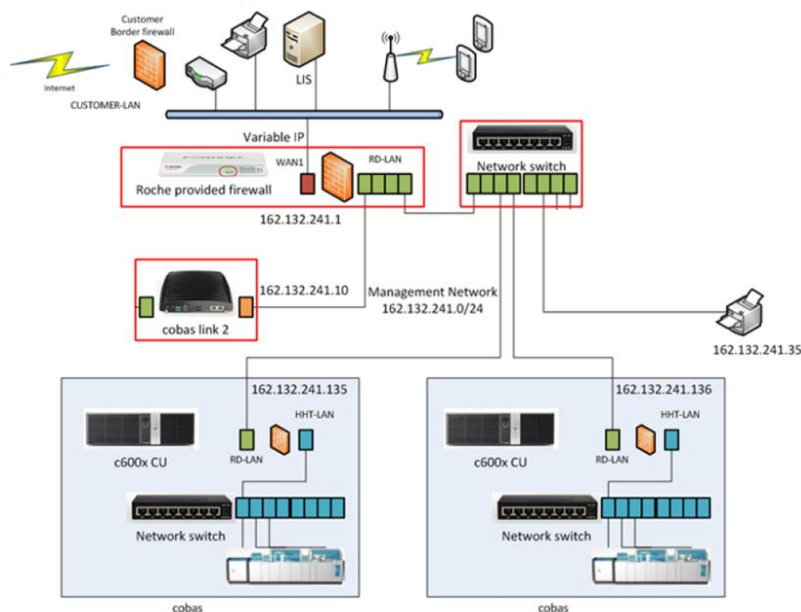 Customer
Border firewall
Internet
CUSTOMER-LAN
LIS
Variable IP
WAN1
RD-LAN
Roche provided firewall
162.132.241.1
Network switch
162.132.241.10
cobas link 2
Management Network
162.132.241.0/24
162.132.241.35
162.132.241.135
HHT-LAN
c600x CU
RD-LAN
Network switch
cobas
162.132.241.136
HHT-LAN
c600x CU
RD-LAN
Network switch
cobas